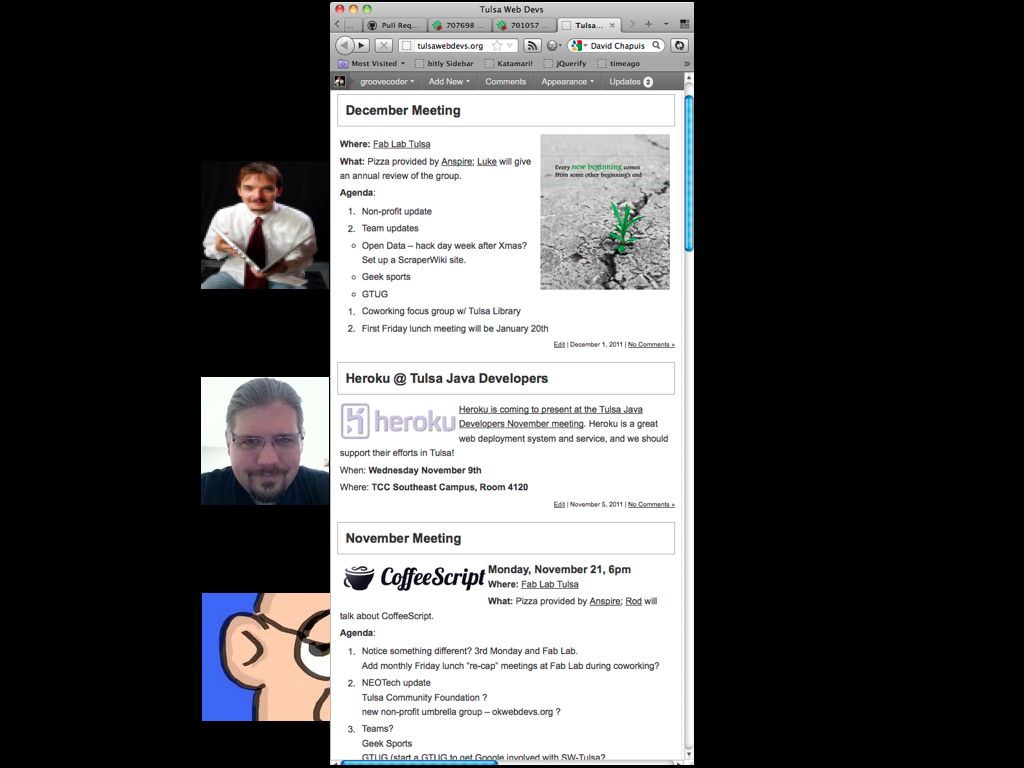 Tulsa Web Devs
... Pull Req... 707698 ... 701057 ... Tulsa...
tulsawebdevs.org David Chapuis
Most Visited bitly Sidebar Katamari! jQuerify timeago »
groovecoder Add New Comments Appearance Updates 2
December Meeting
Where: Fab Lab Tulsa
What: Pizza provided by Anspire; Luke will give
an annual review of the group.
Every new beginning comes
from some other beginning's end
Agenda:
1. Non-profit update
2. Team updates
Open Data – hack day week after Xmas?
Set up a ScraperWiki site.
Geek sports
GTUG
1. Coworking focus group w/ Tulsa Library
2. First Friday lunch meeting will be January 20th
Edit | December 1, 2011 | No Comments »
Heroku @ Tulsa Java Developers
heroku
Heroku is coming to present at the Tulsa Java
Developers November meeting. Heroku is a great
web deployment system and service, and we should
support their efforts in Tulsa!
When: Wednesday November 9th
Where: TCC Southeast Campus, Room 4120
Edit | November 5, 2011 | No Comments »
November Meeting
CoffeeScript
Monday, November 21, 6pm
Where: Fab Lab Tulsa
What: Pizza provided by Anspire; Rod will
talk about CoffeeScript.
Agenda:
1. Notice something different? 3rd Monday and Fab Lab.
Add monthly Friday lunch "re-cap" meetings at Fab Lab during coworking?
2. NEOTech update
Tulsa Community Foundation ?
new non-profit umbrella group – okwebdevs.org ?
3. Teams?
Geek Sports
GTUG (start a GTUG to get Google involved with SW-Tulsa?